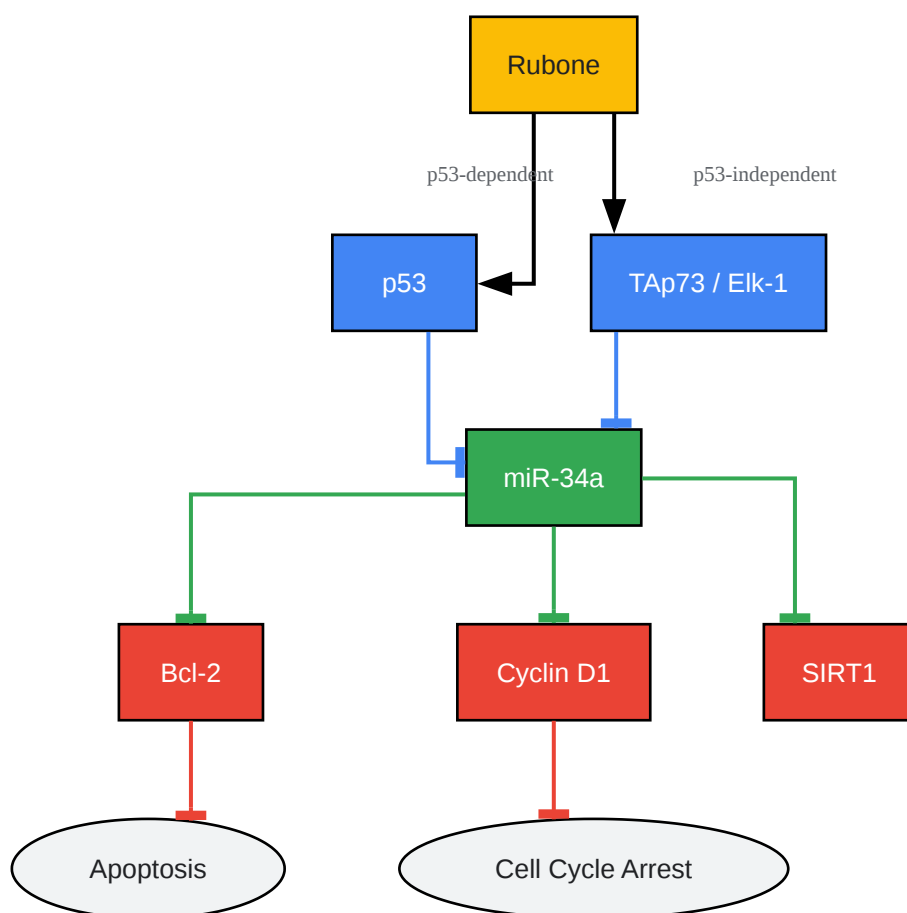 Rubone
p53-dependent
p53-independent
p53
TAp73 / Elk-1
miR-34a
Bcl-2
Cyclin D1
SIRT1
Apoptosis
Cell Cycle Arrest